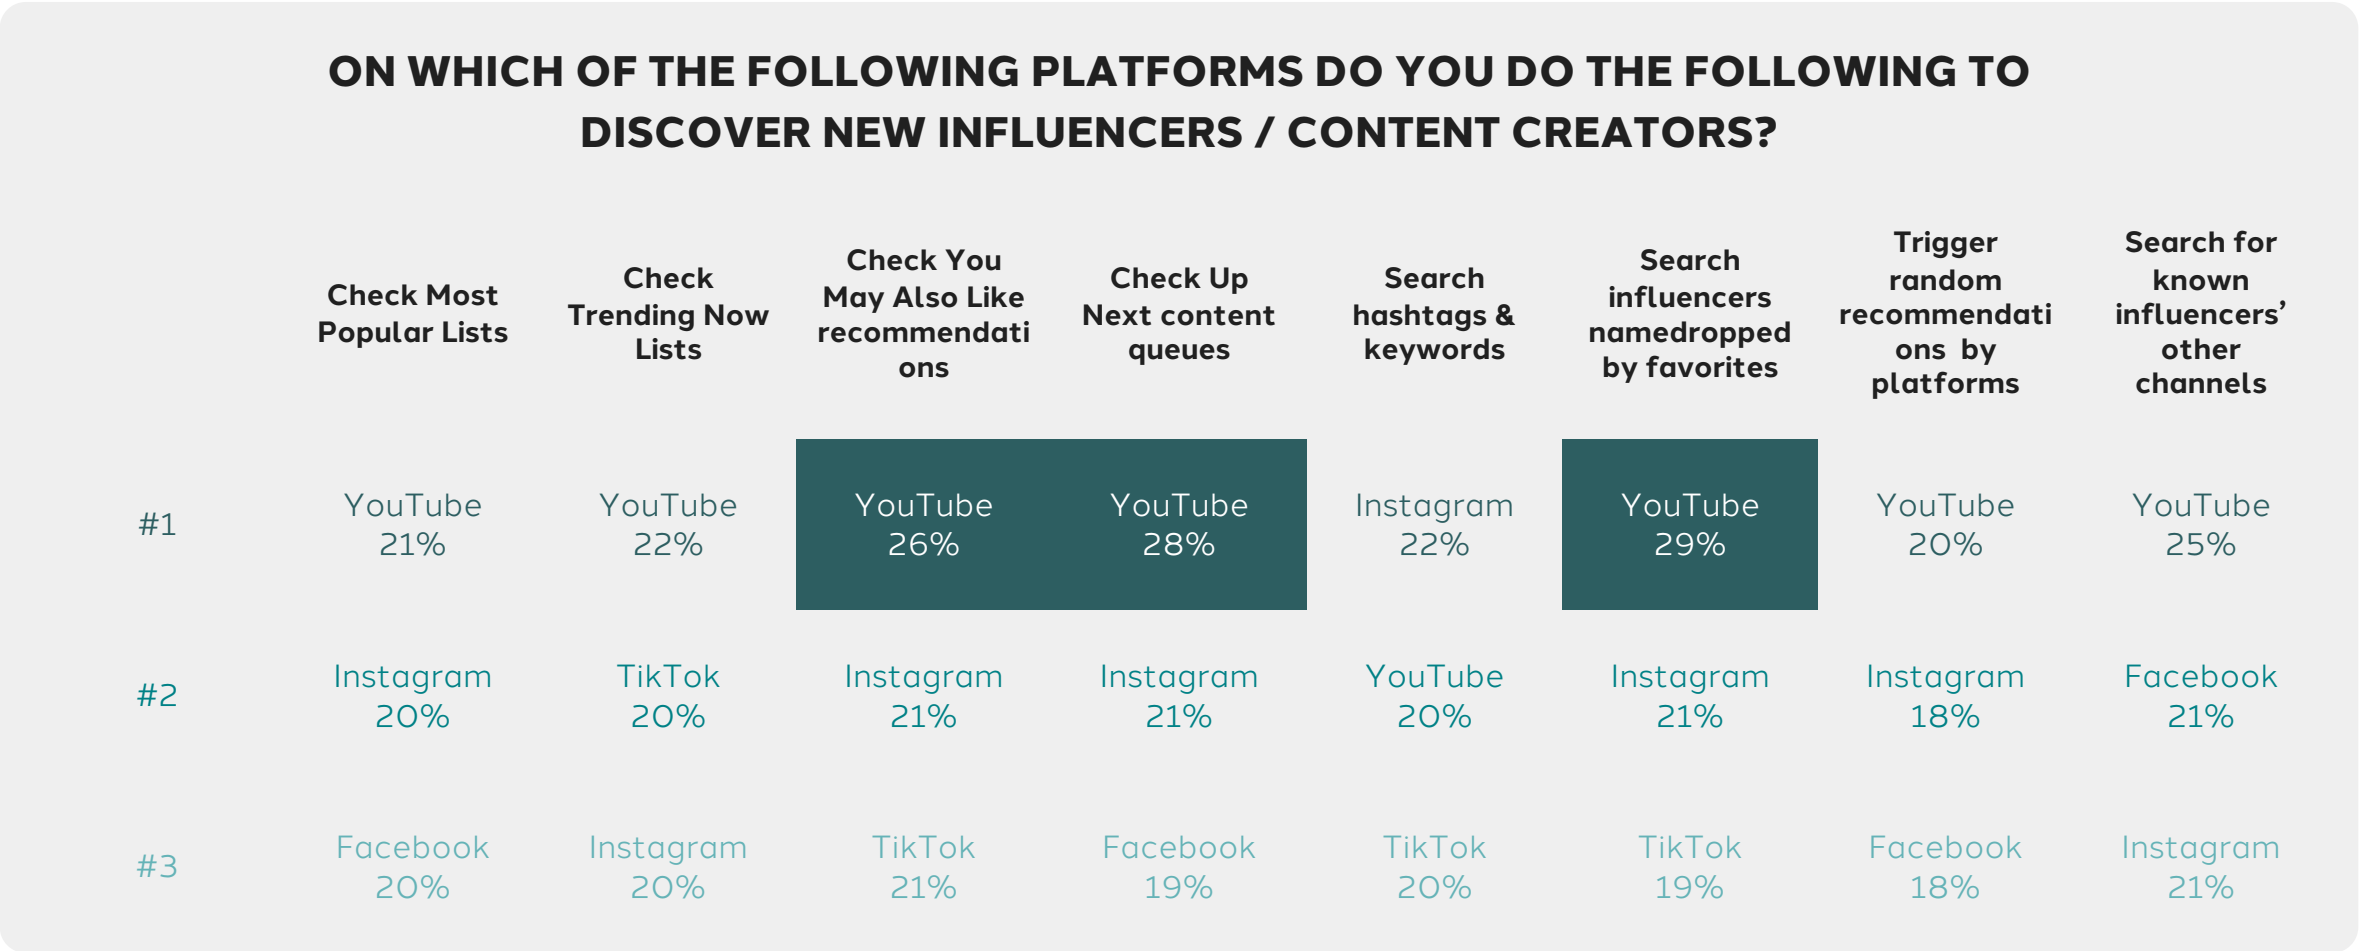 ON WHICH OF THE FOLLOWING PLATFORMS DO YOU DO THE FOLLOWING TO
DISCOVER NEW INFLUENCERS / CONTENT CREATORS?
Check Most
Popular Lists
Check
Trending Now
Lists
Check You
May Also Like
recommendati
ons
Check Up
Next content
queues
Search
hashtags &
keywords
Search
influencers
namedropped
by favorites
Trigger
random
recommendati
ons by
platforms
Search for
known
influencers’
other
channels
#1
YouTube
21%
YouTube
22%
YouTube
26%
YouTube
28%
Instagram
22%
YouTube
29%
YouTube
20%
YouTube
25%
#2
Instagram
20%
TikTok
20%
Instagram
21%
Instagram
21%
YouTube
20%
Instagram
21%
Instagram
18%
Facebook
21%
#3
Facebook
20%
Instagram
20%
TikTok
21%
Facebook
19%
TikTok
20%
TikTok
19%
Facebook
18%
Instagram
21%